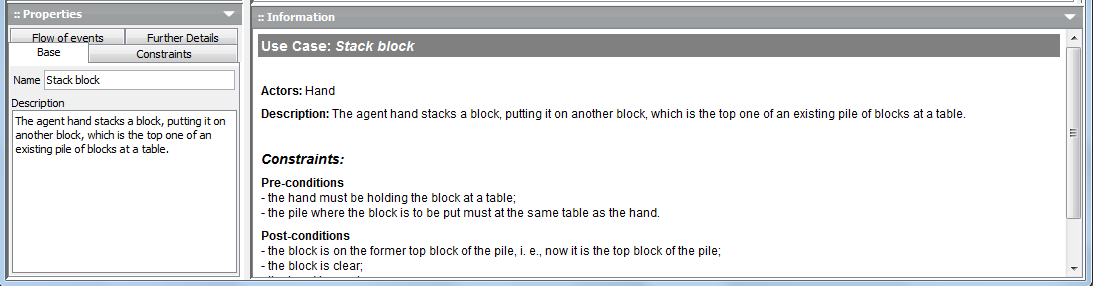 :: Properties
Flow of events Further Details
Base Constraints
Name Stack block
Description
The agent hand stacks a block, putting it on
another block, which is the top one of an
existing pile of blocks at a table.
:: Information
Use Case: Stack block
Actors: Hand
Description: The agent hand stacks a block, putting it on another block, which is the top one of an existing pile of blocks at a table.
Constraints:
Pre-conditions
- the hand must be holding the block at a table;
- the pile where the block is to be put must at the same table as the hand.
Post-conditions
- the block is on the former top block of the pile, i. e., now it is the top block of the pile;
- the block is clear;